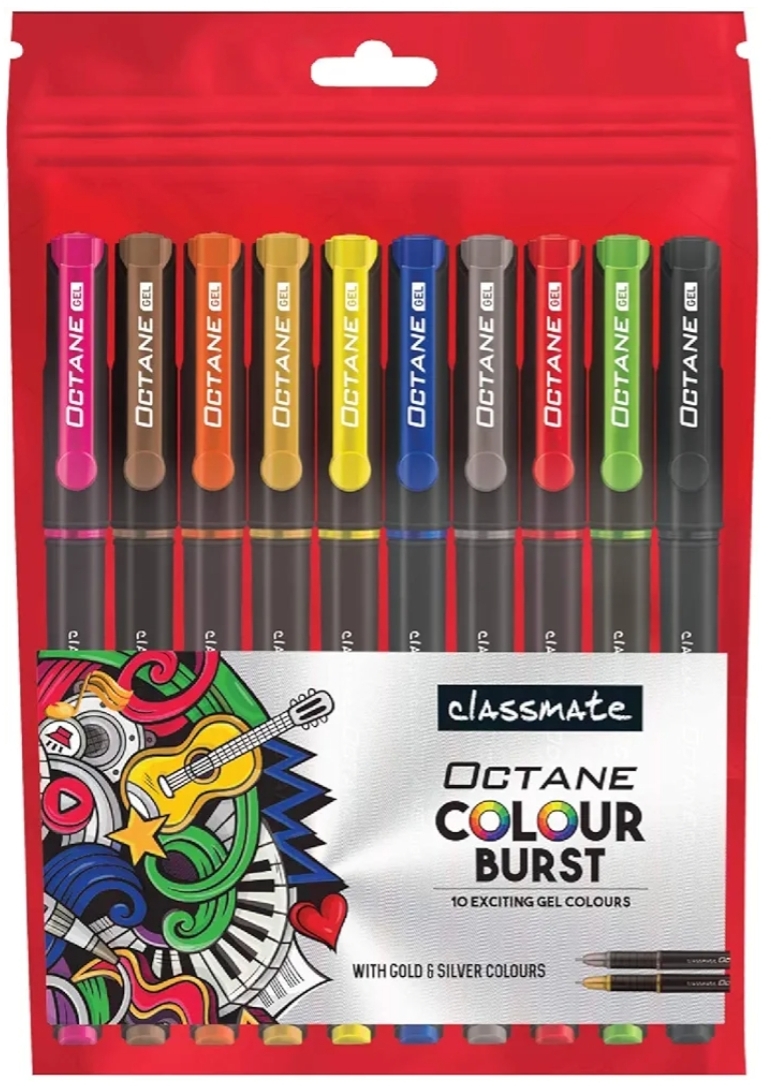 OCTANE GEL
OCTANE GEL
OCTANE GEL
OCTANE GEL
OCTANE GEL
OCTANE GEL
OCTANE GEL
OCTANE GEL
OCTANE GEL
OCTANE GEL
classmate
OCTANE
COLOUR
BURST
10 EXCITING GEL COLOURS
WITH GOLD & SILVER COLOURS